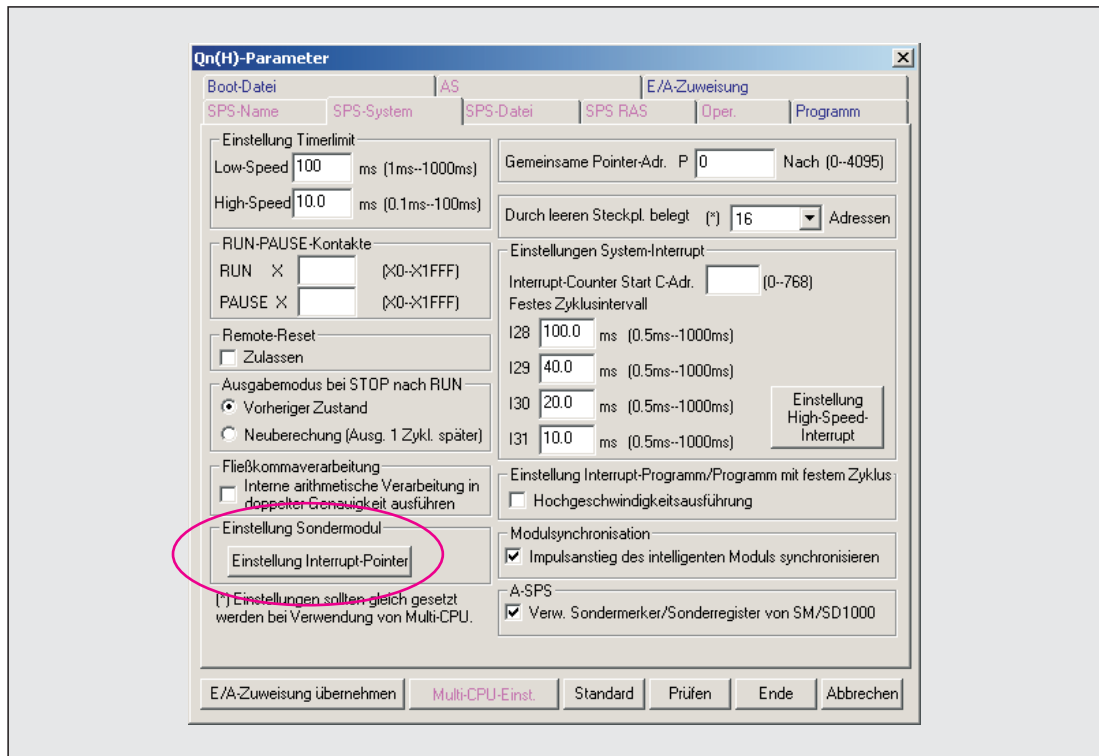 Qn(H)-Parameter
Boot-Datei AS E/A-Zuweisung
SPS-Name SPS-System SPS-Datei SPS RAS Oper. Programm
Einstellung Timerlimit
Low-Speed 100 ms (1ms--1000ms)
High-Speed 10.0 ms (0.1ms--100ms)
RUN-PAUSE-Kontakte
RUN X (X0--X1FFF)
PAUSE X (X0--X1FFF)
Remote-Reset
Zulassen
Ausgabemodus bei STOP nach RUN
Vorheriger Zustand
Neuberechung (Ausg. 1 Zykl. später)
Fließkommaverarbeitung
Interne arithmetische Verarbeitung in
doppelter Genauigkeit ausführen
Einstellung Sondermodul
Einstellung Interrupt-Pointer
(*) Einstellungen sollten gleich gesetzt
werden bei Verwendung von Multi-CPU.
Gemeinsame Pointer-Adr. P 0 Nach (0--4095)
Durch leeren Steckpl. belegt (*) 16 Adressen
Einstellungen System-Interrupt
Interrupt-Counter Start C-Adr. (0--768)
Festes Zyklusintervall
I28 100.0 ms (0.5ms--1000ms)
I29 40.0 ms (0.5ms--1000ms)
I30 20.0 ms (0.5ms--1000ms)
I31 10.0 ms (0.5ms--1000ms)
Einstellung
High-Speed-
Interrupt
Einstellung Interrupt-Programm/Programm mit festem Zyklus
Hochgeschwindigkeitsausführung
Modulsynchronisation
Impulsanstieg des intelligenten Moduls synchronisieren
A-SPS
Verw. Sondermerker/Sonderregister von SM/SD1000
E/A-Zuweisung übernehmen Multi-CPU-Einst. Standard Prüfen Ende Abbrechen